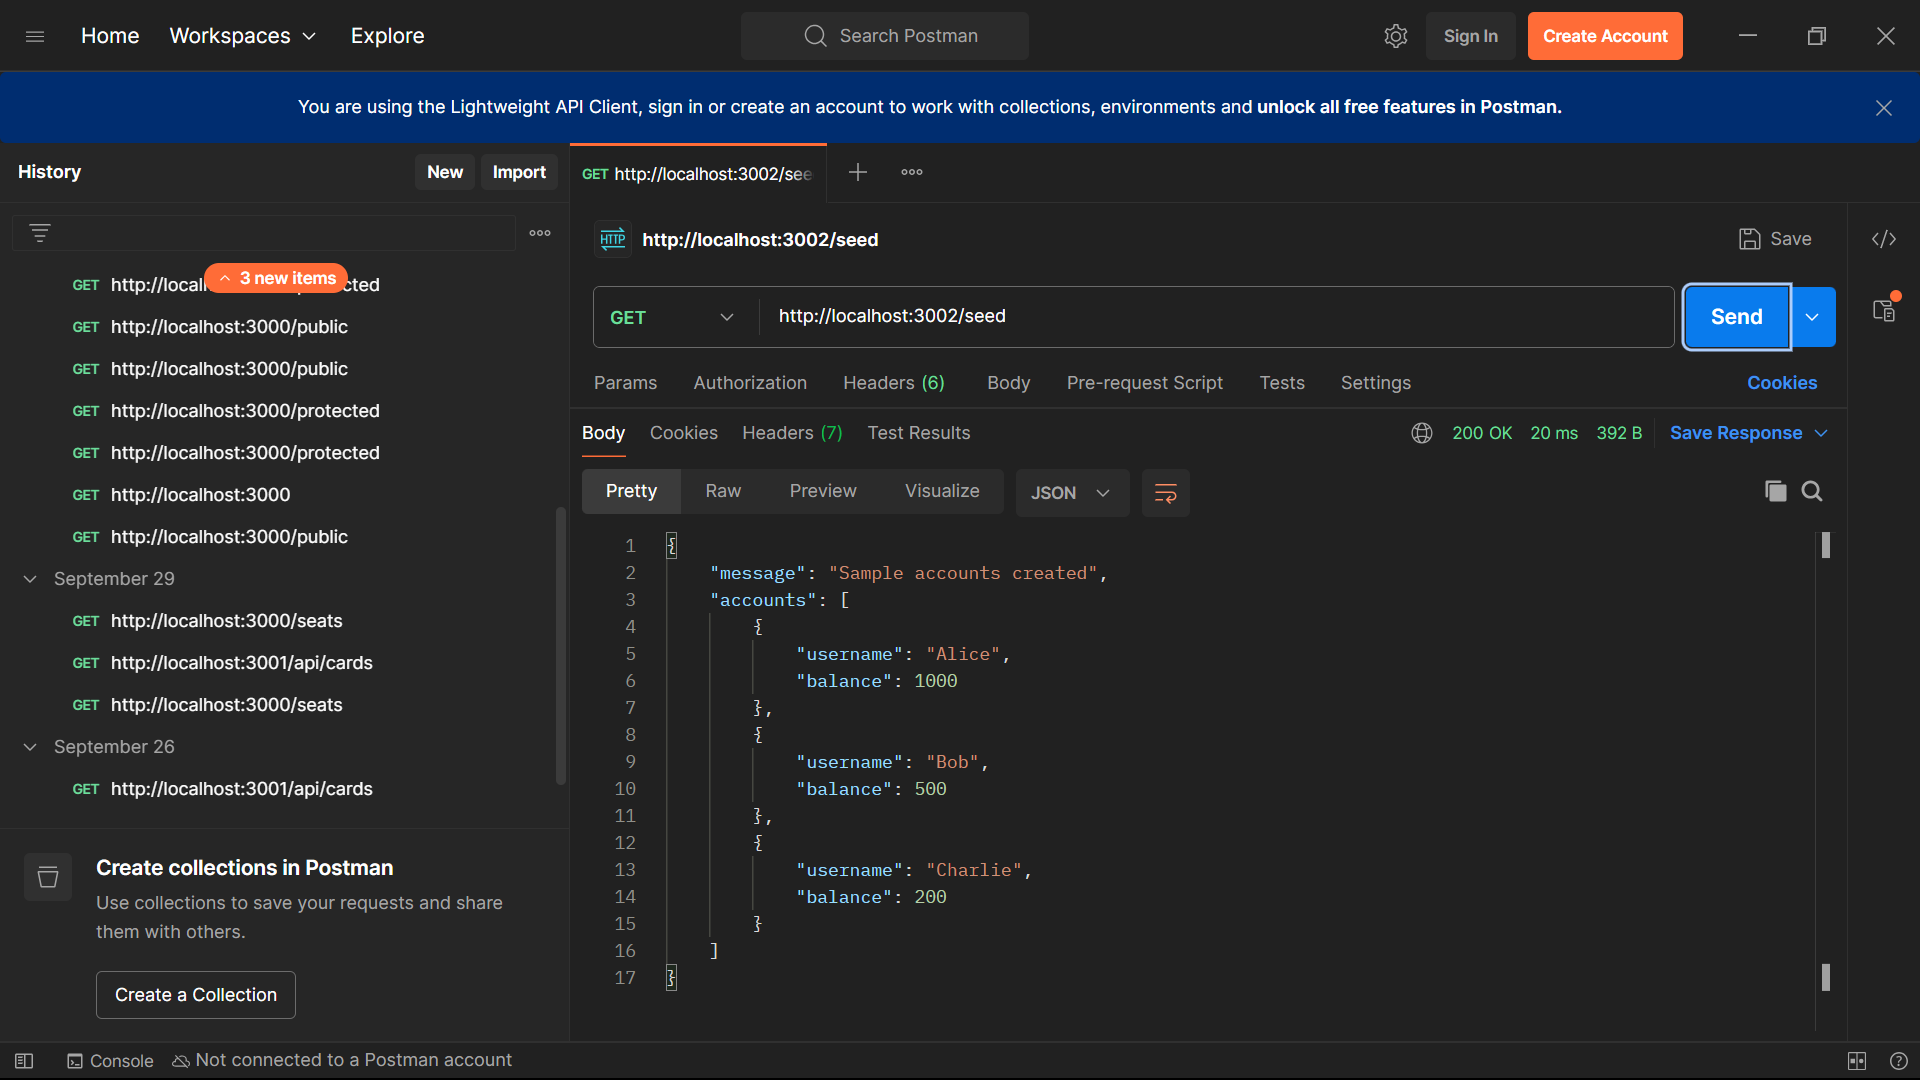 Home Workspaces Explore Search Postman Sign In Create Account
You are using the Lightweight API Client, sign in or create an account to work with collections, environments and unlock all free features in Postman.
History New Import
GET http://localhost:3002/see
HTTP http://localhost:3002/seed Save
3 new items
GET http://local cted
GET http://localhost:3000/public
GET http://localhost:3000/public
GET http://localhost:3000/protected
GET http://localhost:3000/protected
GET http://localhost:3000
GET http://localhost:3000/public
September 29
GET http://localhost:3000/seats
GET http://localhost:3001/api/cards
GET http://localhost:3000/seats
September 26
GET http://localhost:3001/api/cards
Create collections in Postman
Use collections to save your requests and share
them with others.
Create a Collection
GET http://localhost:3002/seed Send
Params Authorization Headers (6) Body Pre-request Script Tests Settings Cookies
Body Cookies Headers (7) Test Results 200 OK 20 ms 392 B Save Response
Pretty Raw Preview Visualize JSON
1 {
2 "message": "Sample accounts created",
3 "accounts": [
4 {
5 "username": "Alice",
6 "balance": 1000
7 },
8 {
9 "username": "Bob",
10 "balance": 500
11 },
12 {
13 "username": "Charlie",
14 "balance": 200
15 }
16 ]
17 }
Console Not connected to a Postman account